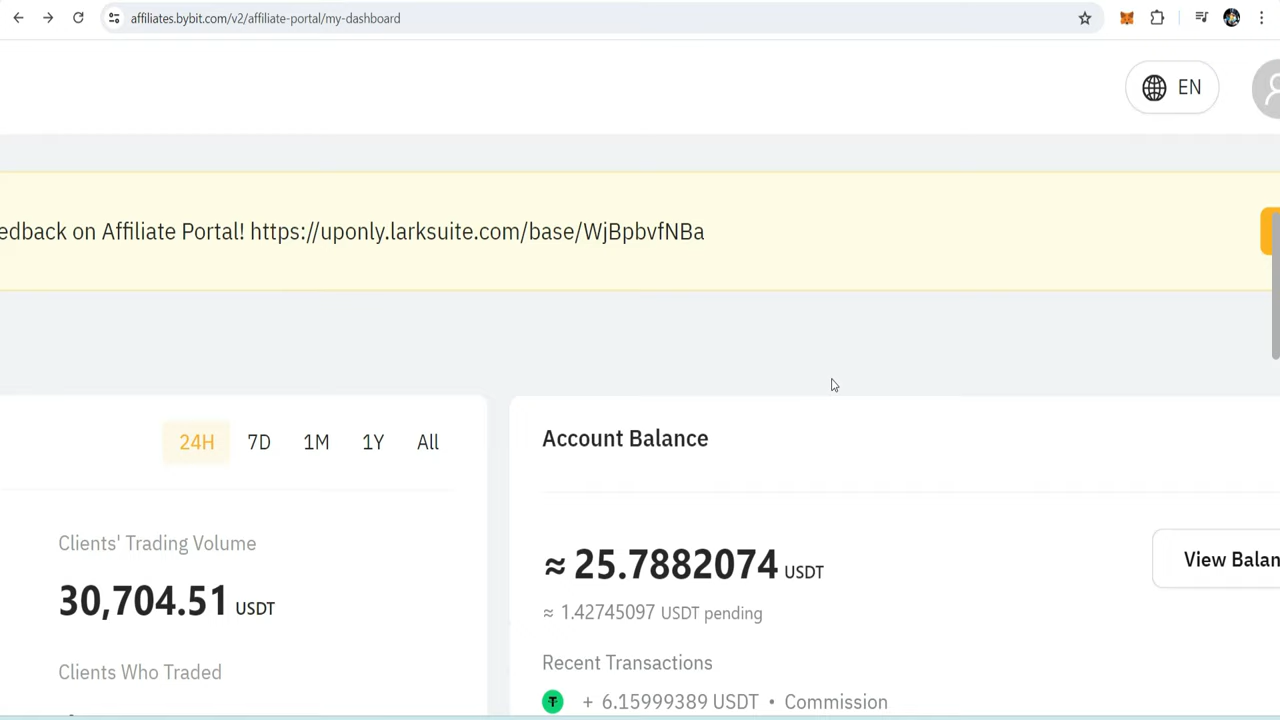 affiliates.bybit.com/v2/affiliate-portal/my-dashboard
EN
edback on Affiliate Portal! https://uponly.larksuite.com/base/WjBpbvfNBa
24H 7D 1M 1Y All
Clients' Trading Volume
30,704.51 USDT
Clients Who Traded
Account Balance
≈ 25.7882074 USDT
View Balan
≈ 1.42745097 USDT pending
Recent Transactions
+ 6.15999389 USDT • Commission